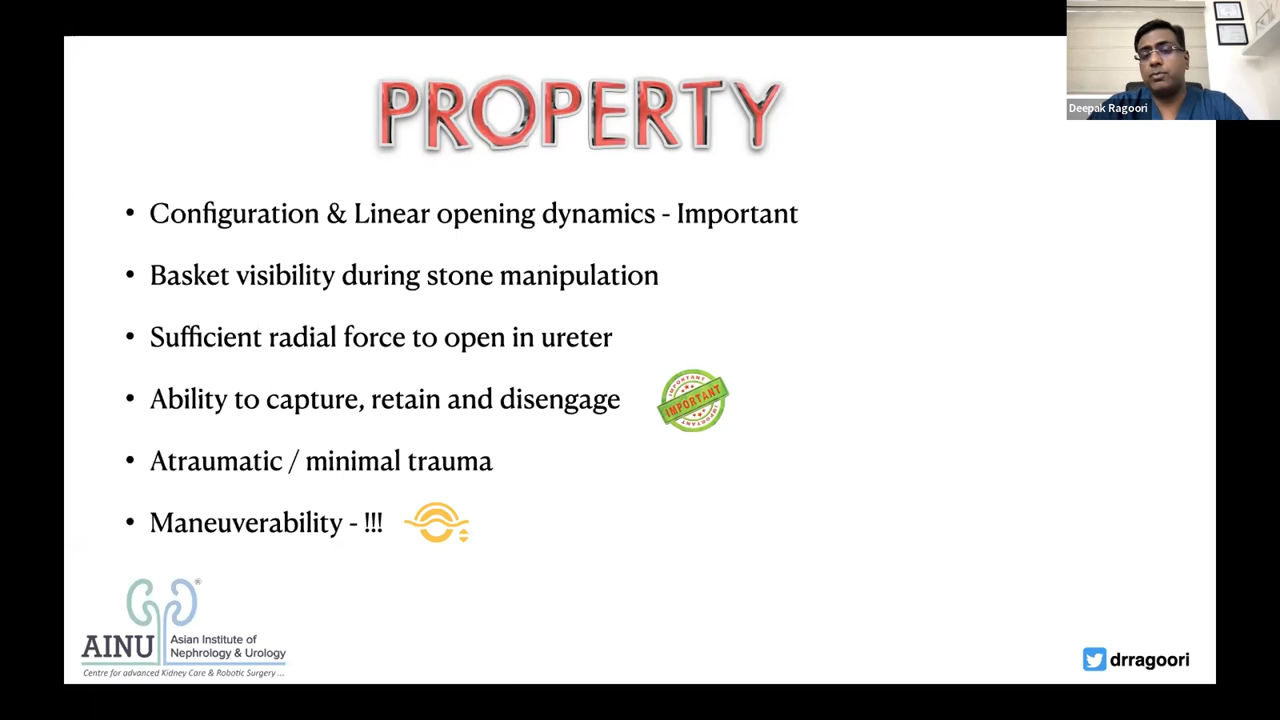 PROPERTY
Deepak Ragoori
• Configuration & Linear opening dynamics - Important
• Basket visibility during stone manipulation
• Sufficient radial force to open in ureter
• Ability to capture, retain and disengage
IMPORTANT
IMPORTANT
IMPORTANT
• Atraumatic / minimal trauma
• Maneuverability - !!!
®
AINU
Asian Institute of
Nephrology & Urology
Centre for advanced Kidney Care & Robotic Surgery ...
drragoori